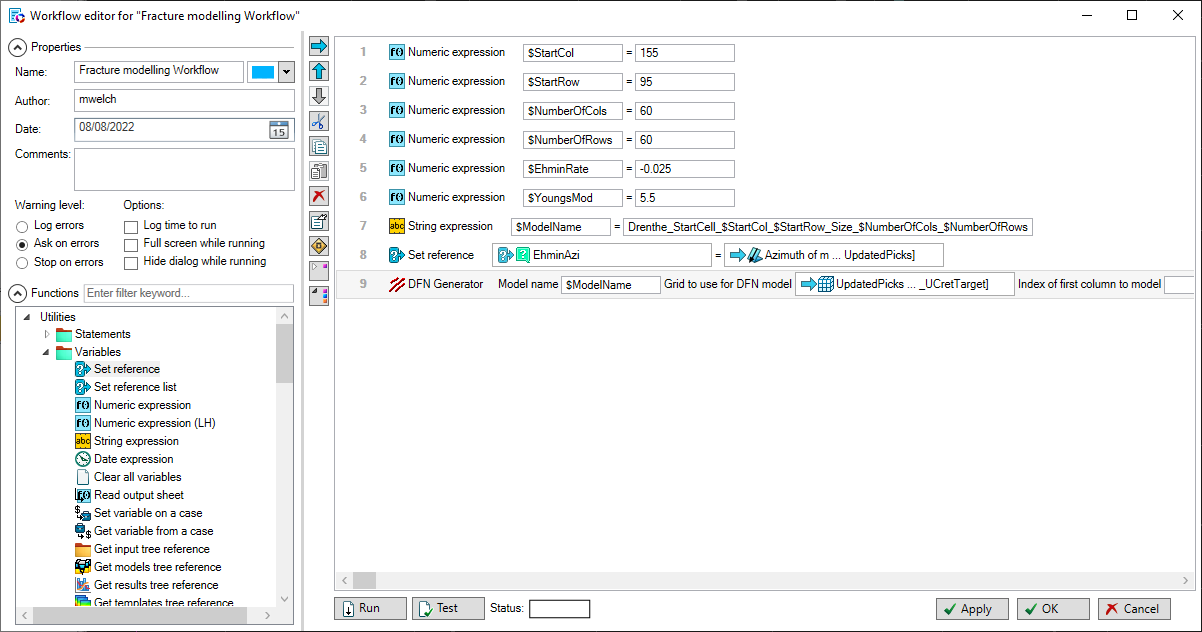 Workflow editor for "Fracture modelling Workflow"
Properties
Name: Fracture modelling Workflow
Author: mwelch
Date: 08/08/2022 15
Comments:
Warning level: Options:
Log errors Log time to run
Ask on errors Full screen while running
Stop on errors Hide dialog while running
Functions Enter filter keyword...
Utilities
Statements
Variables
Set reference
Set reference list
f() Numeric expression
f() Numeric expression (LH)
abc String expression
Date expression
Clear all variables
f() Read output sheet
Set variable on a case
Get variable from a case
Get input tree reference
Get models tree reference
Get results tree reference
Get templates tree reference
1 f() Numeric expression $StartCol = 155
2 f() Numeric expression $StartRow = 95
3 f() Numeric expression $NumberOfCols = 60
4 f() Numeric expression $NumberOfRows = 60
5 f() Numeric expression $EhminRate = -0.025
6 f() Numeric expression $YoungsMod = 5.5
7 abc String expression $ModelName = Drenthe_StartCell_$StartCol_$StartRow_Size_$NumberOfCols_$NumberOfRows
8 Set reference EhminAzi = Azimuth of m ... UpdatedPicks]
9 DFN Generator Model name $ModelName Grid to use for DFN model UpdatedPicks ... _UCretTarget] Index of first column to model
Run Test Status: Apply OK Cancel